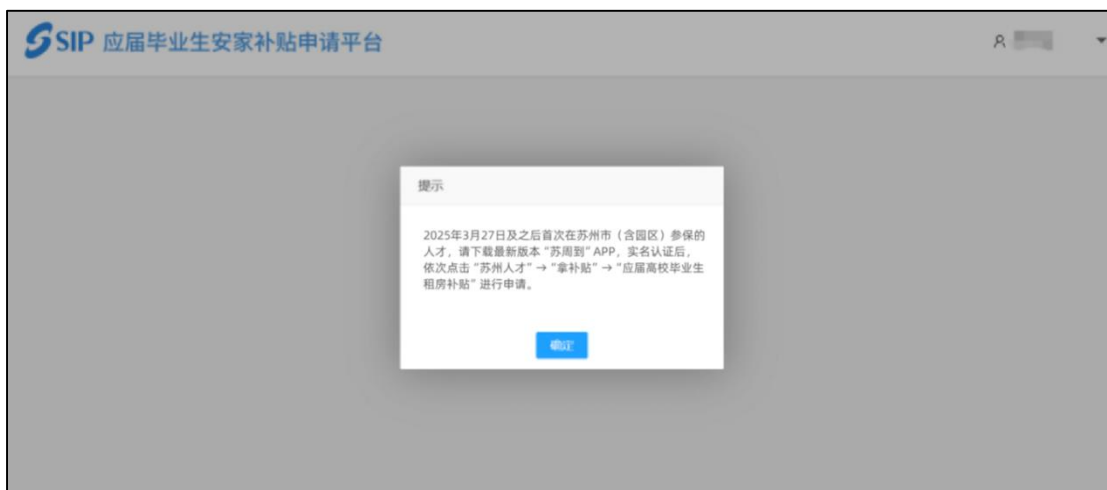 SIP 应届毕业生安家补贴申请平台
提示
2025年3月27日及之后首次在苏州市（含园区）参保的
人才，请下载最新版本“苏周到”APP，实名认证后，
依次点击“苏州人才”→“拿补贴”→“应届高校毕业生
租房补贴”进行申请。
确定